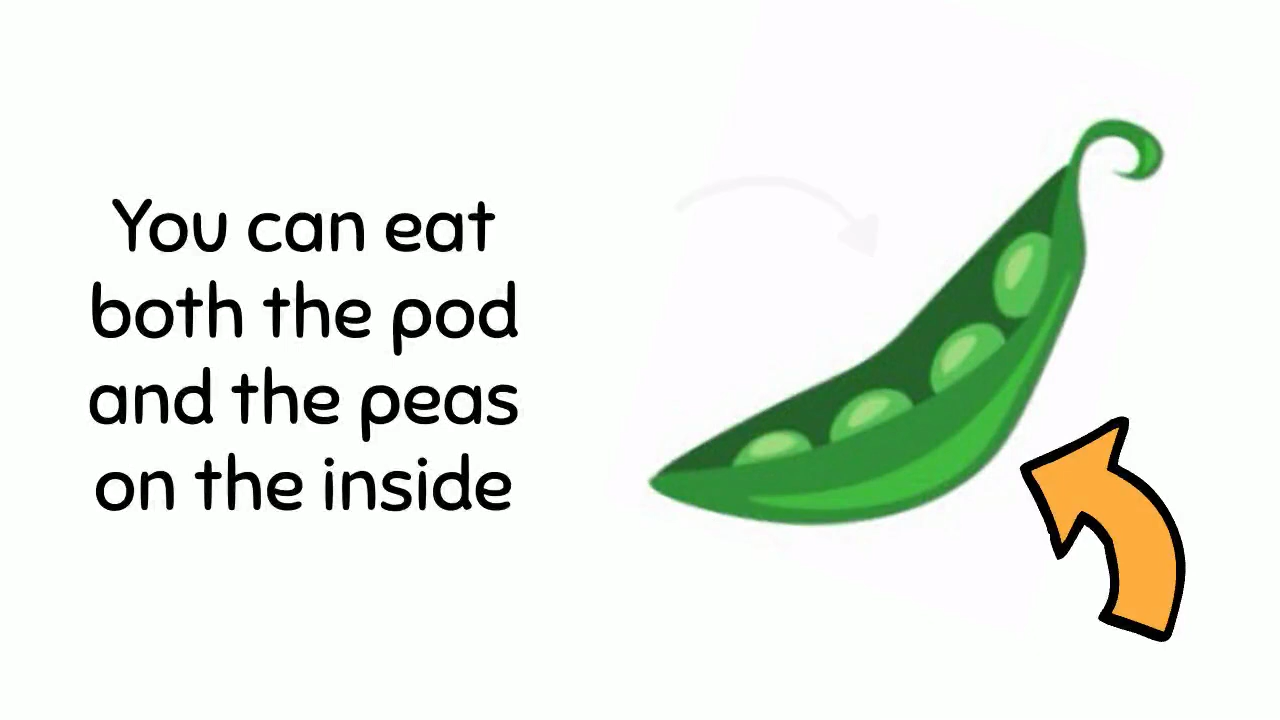 You can eat
both the pod
and the peas
on the inside